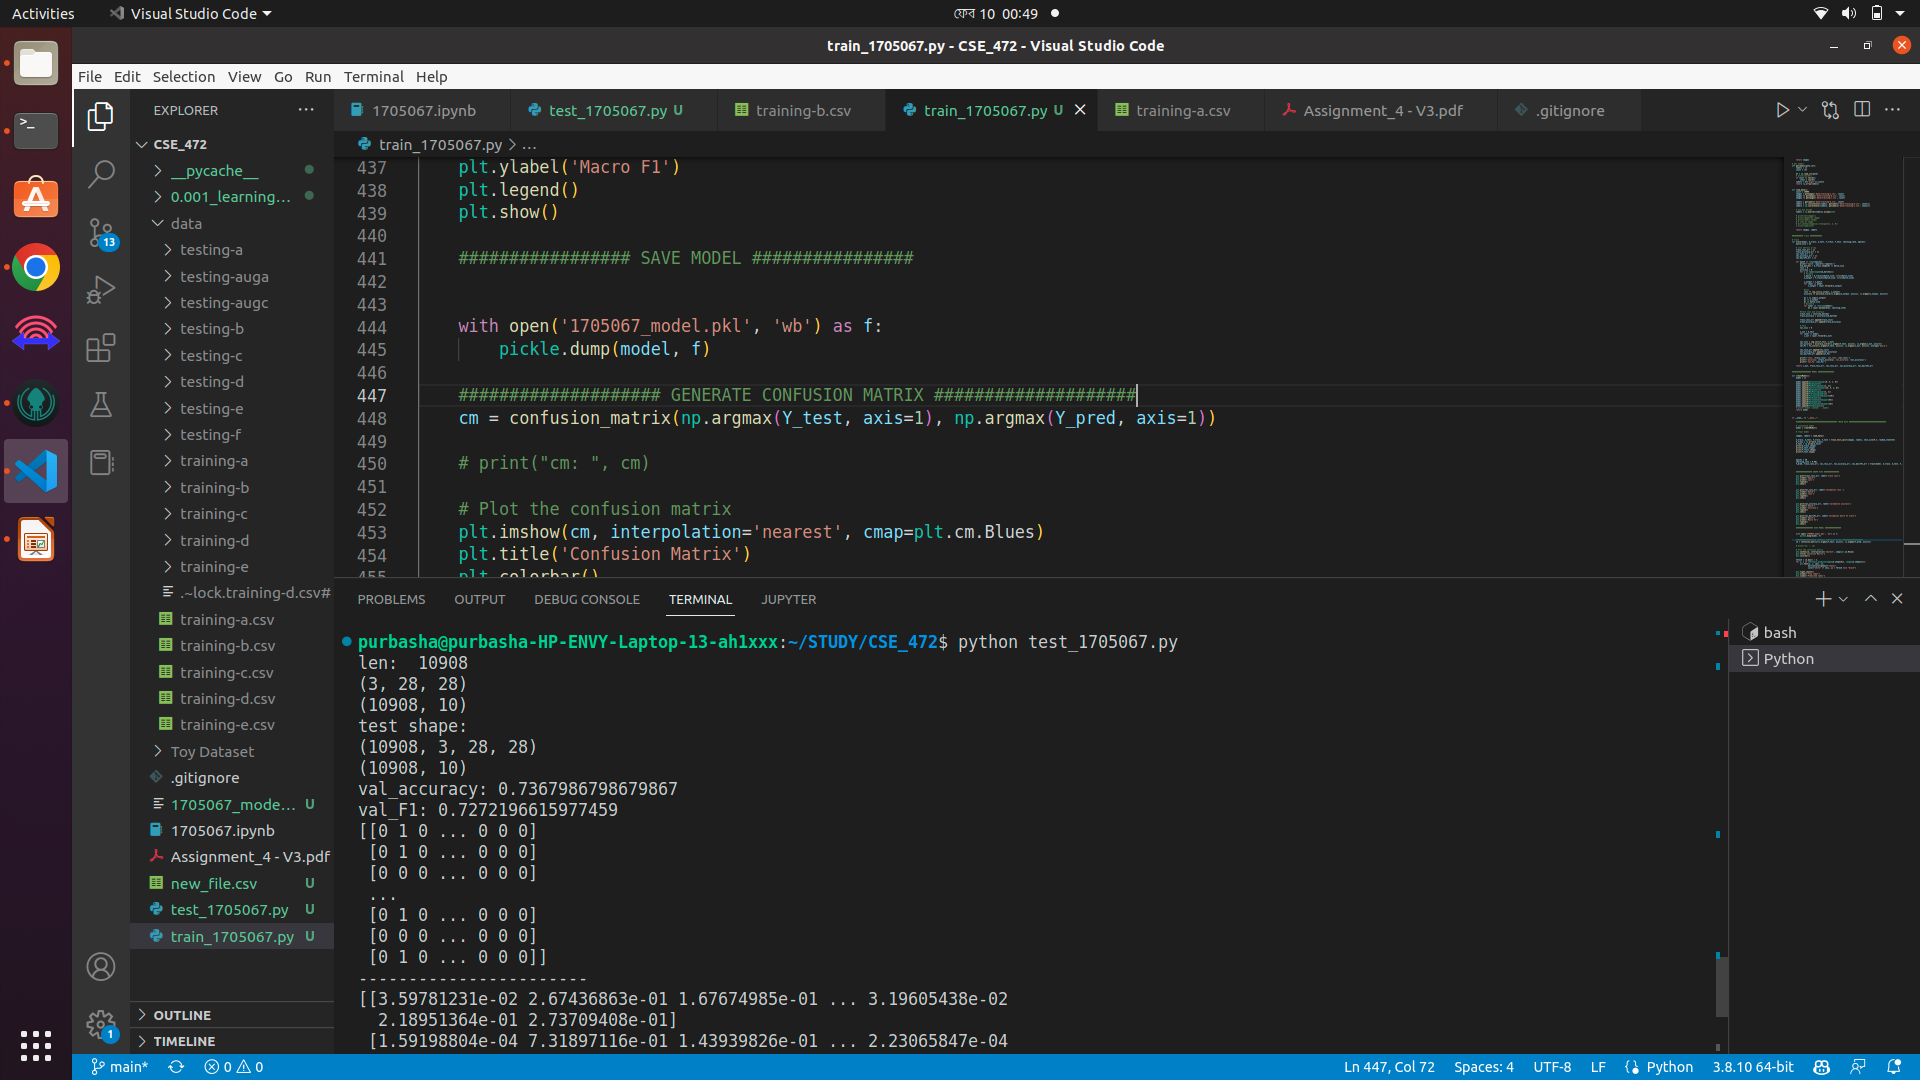 Activities
Visual Studio Code
ফেব 10 00:49
train_1705067.py - CSE_472 - Visual Studio Code
File Edit Selection View Go Run Terminal Help
EXPLORER
1705067.ipynb
test_1705067.py U
training-b.csv
train_1705067.py U
training-a.csv
Assignment_4 - V3.pdf
.gitignore
train_1705067.py > ...
CSE_472
__pycache__
0.001_learning...
data
testing-a
testing-auga
testing-augc
testing-b
testing-c
testing-d
testing-e
testing-f
training-a
training-b
training-c
training-d
training-e
.~lock.training-d.csv#
training-a.csv
training-b.csv
training-c.csv
training-d.csv
training-e.csv
Toy Dataset
.gitignore
1705067_mode... U
1705067.ipynb
Assignment_4 - V3.pdf
new_file.csv U
test_1705067.py U
train_1705067.py U
OUTLINE
TIMELINE
13
1
437 plt.ylabel('Macro F1')
438 plt.legend()
439 plt.show()
440
441 ################# SAVE MODEL ################
442
443
444 with open('1705067_model.pkl', 'wb') as f:
445 pickle.dump(model, f)
446
447 #################### GENERATE CONFUSION MATRIX ####################
448 cm = confusion_matrix(np.argmax(Y_test, axis=1), np.argmax(Y_pred, axis=1))
449
450 # print("cm: ", cm)
451
452 # Plot the confusion matrix
453 plt.imshow(cm, interpolation='nearest', cmap=plt.cm.Blues)
454 plt.title('Confusion Matrix')
455 plt.colorbar()
PROBLEMS OUTPUT DEBUG CONSOLE TERMINAL JUPYTER
bash
Python
purbasha@purbasha-HP-ENVY-Laptop-13-ah1xxx:~/STUDY/CSE_472$ python test_1705067.py
len:  10908
(3, 28, 28)
(10908, 10)
test shape:
(10908, 3, 28, 28)
(10908, 10)
val_accuracy: 0.7367986798679867
val_F1: 0.7272196615977459
[[0 1 0 ... 0 0 0]
[0 1 0 ... 0 0 0]
[0 0 0 ... 0 0 0]
...
[0 1 0 ... 0 0 0]
[0 0 0 ... 0 0 0]
[0 1 0 ... 0 0 0]]
-----------------------
[[3.59781231e-02 2.67436863e-01 1.67674985e-01 ... 3.19605438e-02
2.18951364e-01 2.73709408e-01]
[1.59198804e-04 7.31897116e-01 1.43939826e-01 ... 2.23065847e-04
main* 0 0 Ln 447, Col 72 Spaces: 4 UTF-8 LF Python 3.8.10 64-bit